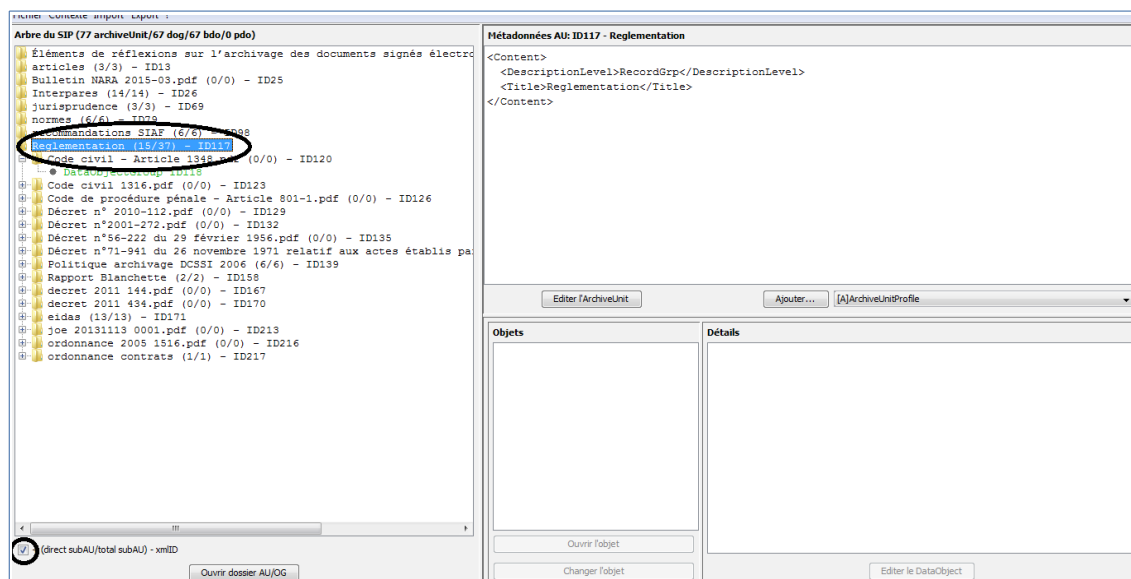 Fichier Contexte Import Export ?
Arbre du SIP (77 archiveUnit/67 dog/67 bdo/0 pdo)
Éléments de réflexions sur l'archivage des documents signés électro
articles (3/3) - ID13
Bulletin NARA 2015-03.pdf (0/0) - ID25
Interpares (14/14) - ID26
jurisprudence (3/3) - ID69
normes (6/6) - ID79
recommandations SIAF (6/6) - ID98
Reglementation (15/37) - ID117
Code civil - Article 1348.pdf (0/0) - ID120
DataObjectGroup ID118
Code civil 1316.pdf (0/0) - ID123
Code de procédure pénale - Article 801-1.pdf (0/0) - ID126
Décret n° 2010-112.pdf (0/0) - ID129
Décret n°2001-272.pdf (0/0) - ID132
Décret n°56-222 du 29 février 1956.pdf (0/0) - ID135
Décret n°71-941 du 26 novembre 1971 relatif aux actes établis pa
Politique archivage DCSSI 2006 (6/6) - ID139
Rapport Blanchette (2/2) - ID158
decret 2011 144.pdf (0/0) - ID167
decret 2011 434.pdf (0/0) - ID170
eidas (13/13) - ID171
joe 20131113 0001.pdf (0/0) - ID213
ordonnance 2005 1516.pdf (0/0) - ID216
ordonnance contrats (1/1) - ID217
+ (direct subAU/total subAU) - xmlID
Ouvrir dossier AU/OG
Métadonnées AU: ID117 - Reglementation
<Content>
<DescriptionLevel>RecordGrp</DescriptionLevel>
<Title>Reglementation</Title>
</Content>
Editer l'ArchiveUnit
Ajouter... [A]ArchiveUnitProfile
Objets
Détails
Ouvrir l'objet
Changer l'objet
Editer le DataObject